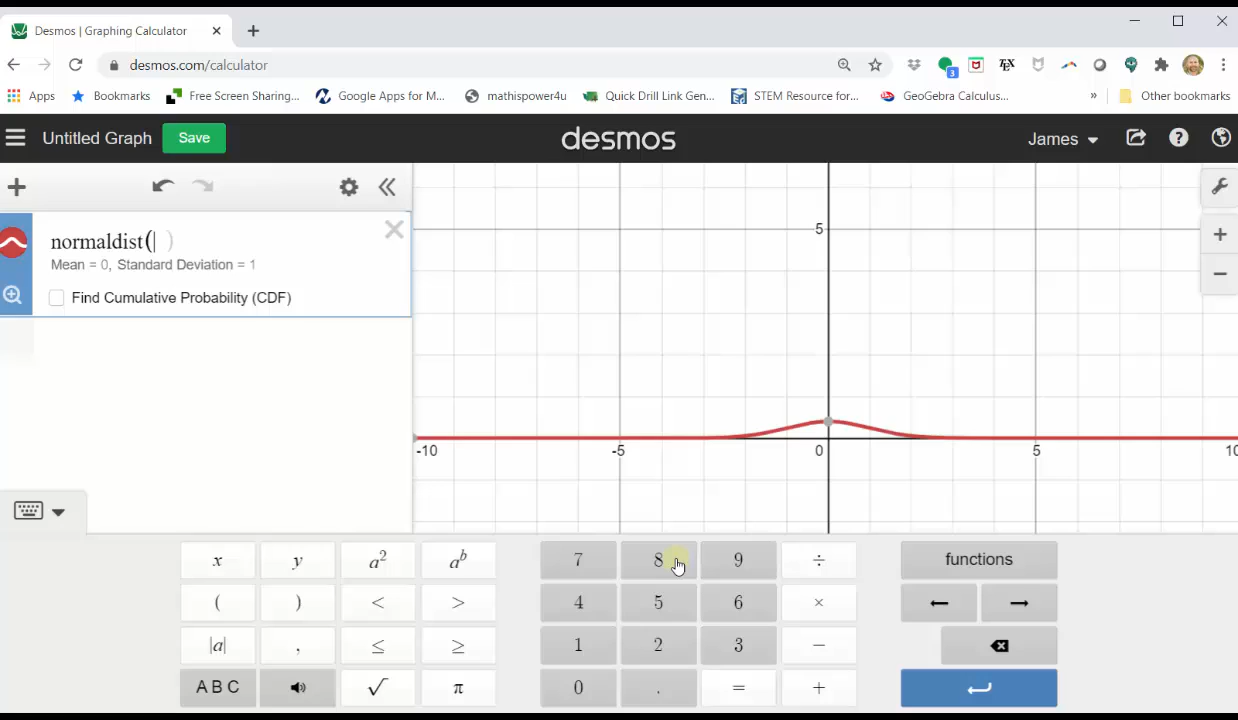 Desmos | Graphing Calculator
desmos.com/calculator
3
TEX
Apps
Bookmarks
Free Screen Sharing...
Google Apps for M...
mathispower4u
Quick Drill Link Gen...
STEM Resource for...
GeoGebra Calculus...
»
Other bookmarks
Untitled Graph
Save
desmos
James
normaldist( )
Mean = 0, Standard Deviation = 1
Find Cumulative Probability (CDF)
5
-10
-5
0
5
10
x
y
a²
aᵇ
7
8
9
÷
functions
(
)
<
>
4
5
6
×
←
→
|a|
,
≤
≥
1
2
3
−
A B C
√
π
0
.
=
+